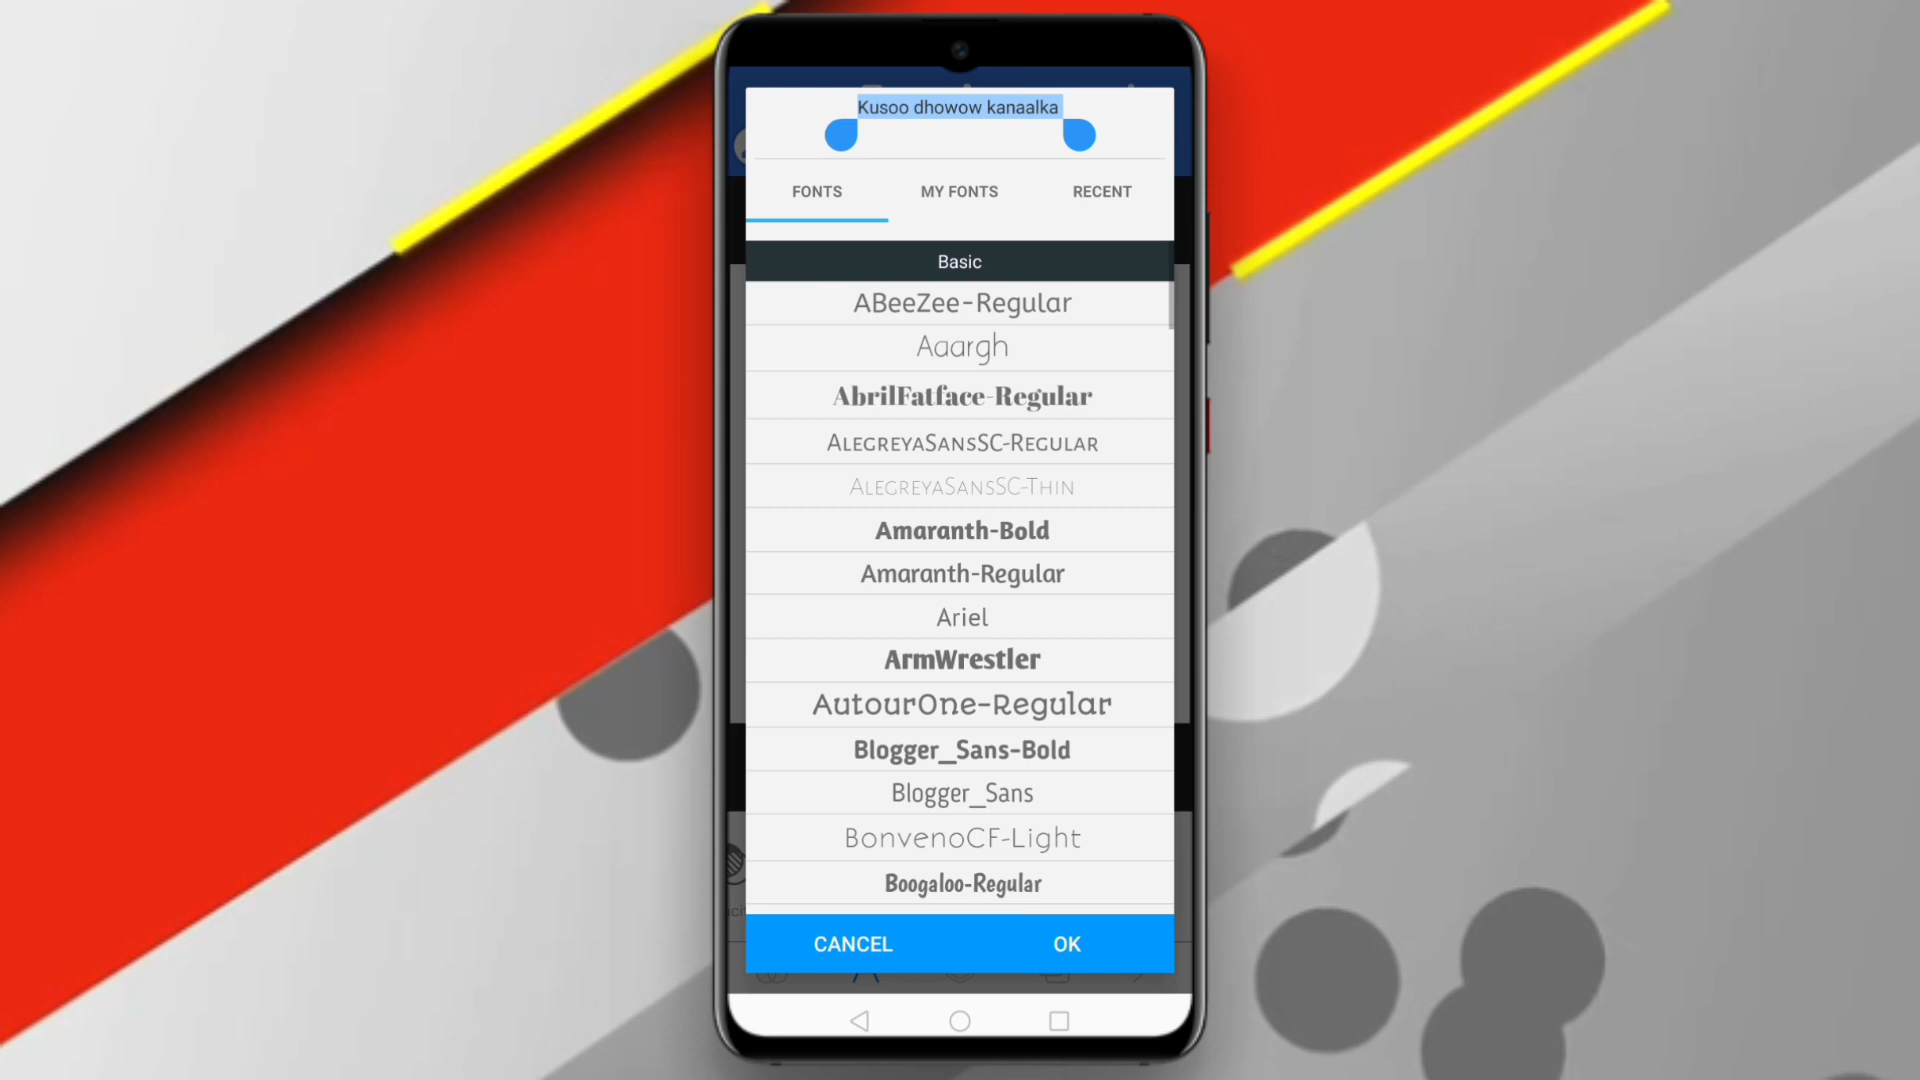 Kusoo dhowow kanaalka
FONTS
MY FONTS
RECENT
Basic
ABeeZee-Regular
Aaargh
AbrilFatface-Regular
AlegreyaSansSC-Regular
AlegreyaSansSC-Thin
Amaranth-Bold
Amaranth-Regular
Ariel
ArmWrestler
AutourOne-Regular
Blogger_Sans-Bold
Blogger_Sans
BonvenoCF-Light
Boogaloo-Regular
CANCEL
OK